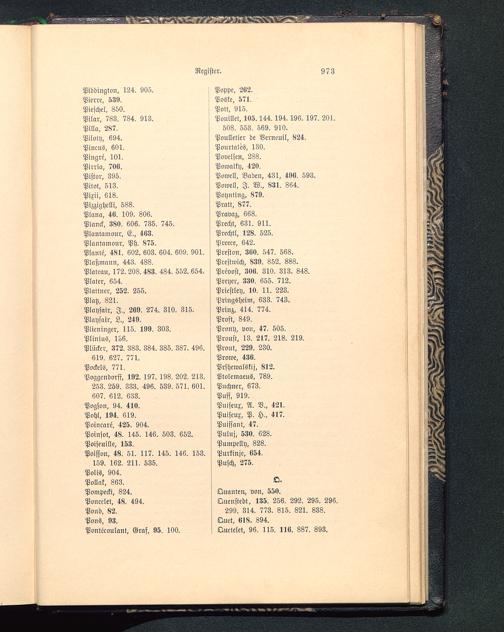 Register.
973
Piddington, 124. 905.
Pierre, 539.
Pieschel, 850.
Pilar, 783. 784. 913.
Pilla, 287.
Piloty, 694.
Pincus, 601.
Pingré, 101.
Pirria, 706.
Pistor, 395.
Pitot, 513.
Pixii, 618.
Pizzighelli, 588.
Plana, 46. 109. 806.
Planck, 380. 606. 735. 745.
Plantamour, E., 463.
Plantamour, Ph. 875.
Planté, 481. 602. 603. 604. 609. 901.
Plaßmann, 443. 488.
Plateau, 172. 208. 483. 484. 552. 654.
Plater, 654.
Plattner, 252. 255.
Platz, 821.
Playfair, J., 269. 274. 310. 315.
Playfair, L., 249.
Plieninger, 115. 199. 303.
Plinius, 156.
Plücker, 372. 383. 384. 385. 387. 496.
619. 627. 771.
Pockels, 771.
Poggendorff, 192. 197. 198. 202. 213.
253. 259. 333. 496. 539. 571. 601.
607. 612. 633.
Pogson, 94. 410.
Pohl, 194. 619.
Poincaré, 425. 904.
Poinsot, 48. 145. 146. 503. 652.
Poiseuille, 153.
Poisson, 48. 51. 117. 145. 146. 153.
159. 162. 211. 535.
Polis, 904.
Pollak, 863.
Pompecki, 824.
Poncelet, 48. 494.
Pond, 82.
Pons, 93.
Pontécoulant, Graf, 95. 100.
Poppe, 262.
Poske, 571.
Pott, 915.
Pouillet, 105. 144. 194. 196. 197. 201.
508. 553. 569. 910.
Poulletier de Verneuil, 824.
Pourtalès, 130.
Povelsen, 288.
Powalky, 420.
Powell, Baden, 431. 496. 593.
Powell, J. W., 831. 864.
Poynting, 879.
Pratt, 877.
Pravaz, 668.
Precht, 631. 911.
Prechtl, 128. 525.
Preece, 642.
Preston, 360. 547. 568.
Prestwich, 839. 852. 888.
Prévost, 306. 310. 313. 848.
Preyer, 330. 655. 712.
Priestley, 10. 11. 223.
Pringsheim, 633. 743.
Prinz, 414. 774.
Prost, 849.
Prony, von, 47. 505.
Proust, 13. 217. 218. 219.
Prout, 229. 230.
Prowe, 436.
Prshewalskij, 812.
Ptolemaeus, 789.
Puchner, 673.
Puff, 919.
Puiseux, A. B., 421.
Puiseux, P. H., 417.
Puissant, 47.
Puluj, 530. 628.
Pumpelly, 828.
Purkinje, 654.
Pusch, 275.
Q.
Quanten, von, 550.
Quenstedt, 135. 256. 292. 295. 296.
299. 314. 773. 815. 821. 838.
Quet, 618. 894.
Quetelet, 96. 115. 116. 887. 893.